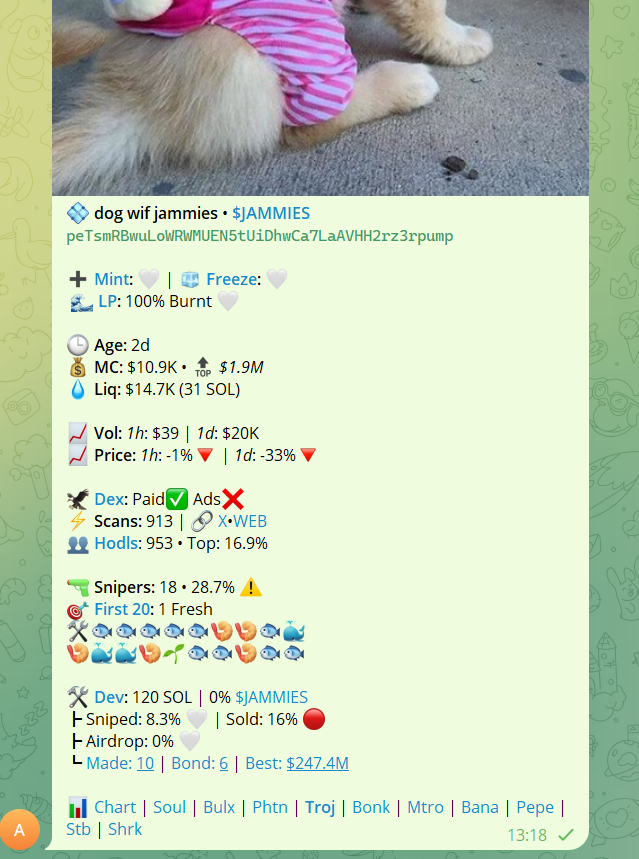 dog wif jammies • $JAMMIES
peTsmRBwuLoWRWMUEN5tUiDhwCa7LaAVHH2rz3rpump
➕ Mint: 🤍 | 🧊 Freeze: 🤍
🌊 LP: 100% Burnt 🤍
🕒 Age: 2d
💰 MC: $10.9K • 🔝 $1.9M
💧 Liq: $14.7K (31 SOL)
📈 Vol: 1h: $39 | 1d: $20K
📈 Price: 1h: -1% 🔻 | 1d: -33% 🔻
🦅 Dex: Paid✅ Ads❌
⚡ Scans: 913 | 🔗 X•WEB
👥 Hodls: 953 • Top: 16.9%
🔫 Snipers: 18 • 28.7% ⚠️
🎯 First 20: 1 Fresh
🛠 Dev: 120 SOL | 0% $JAMMIES
┣ Sniped: 8.3% 🤍 | Sold: 16% 🔴
┣ Airdrop: 0% 🤍
┗ Made: 10 | Bond: 6 | Best: $247.4M
📊 Chart | Soul | Bulx | Phtn | Troj | Bonk | Mtro | Bana | Pepe |
Stb | Shrk
A
13:18